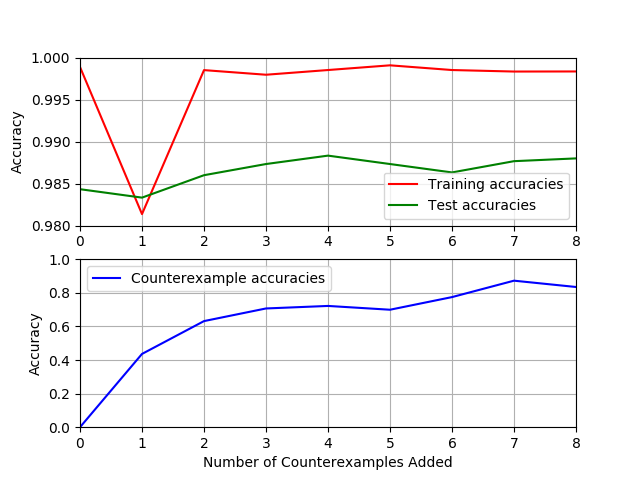 1.000
0.995
0.990
0.985
0.980
Accuracy
Training accuracies
Test accuracies
0 1 2 3 4 5 6 7 8
1.0
0.8
0.6
0.4
0.2
0.0
Accuracy
Counterexample accuracies
0 1 2 3 4 5 6 7 8
Number of Counterexamples Added